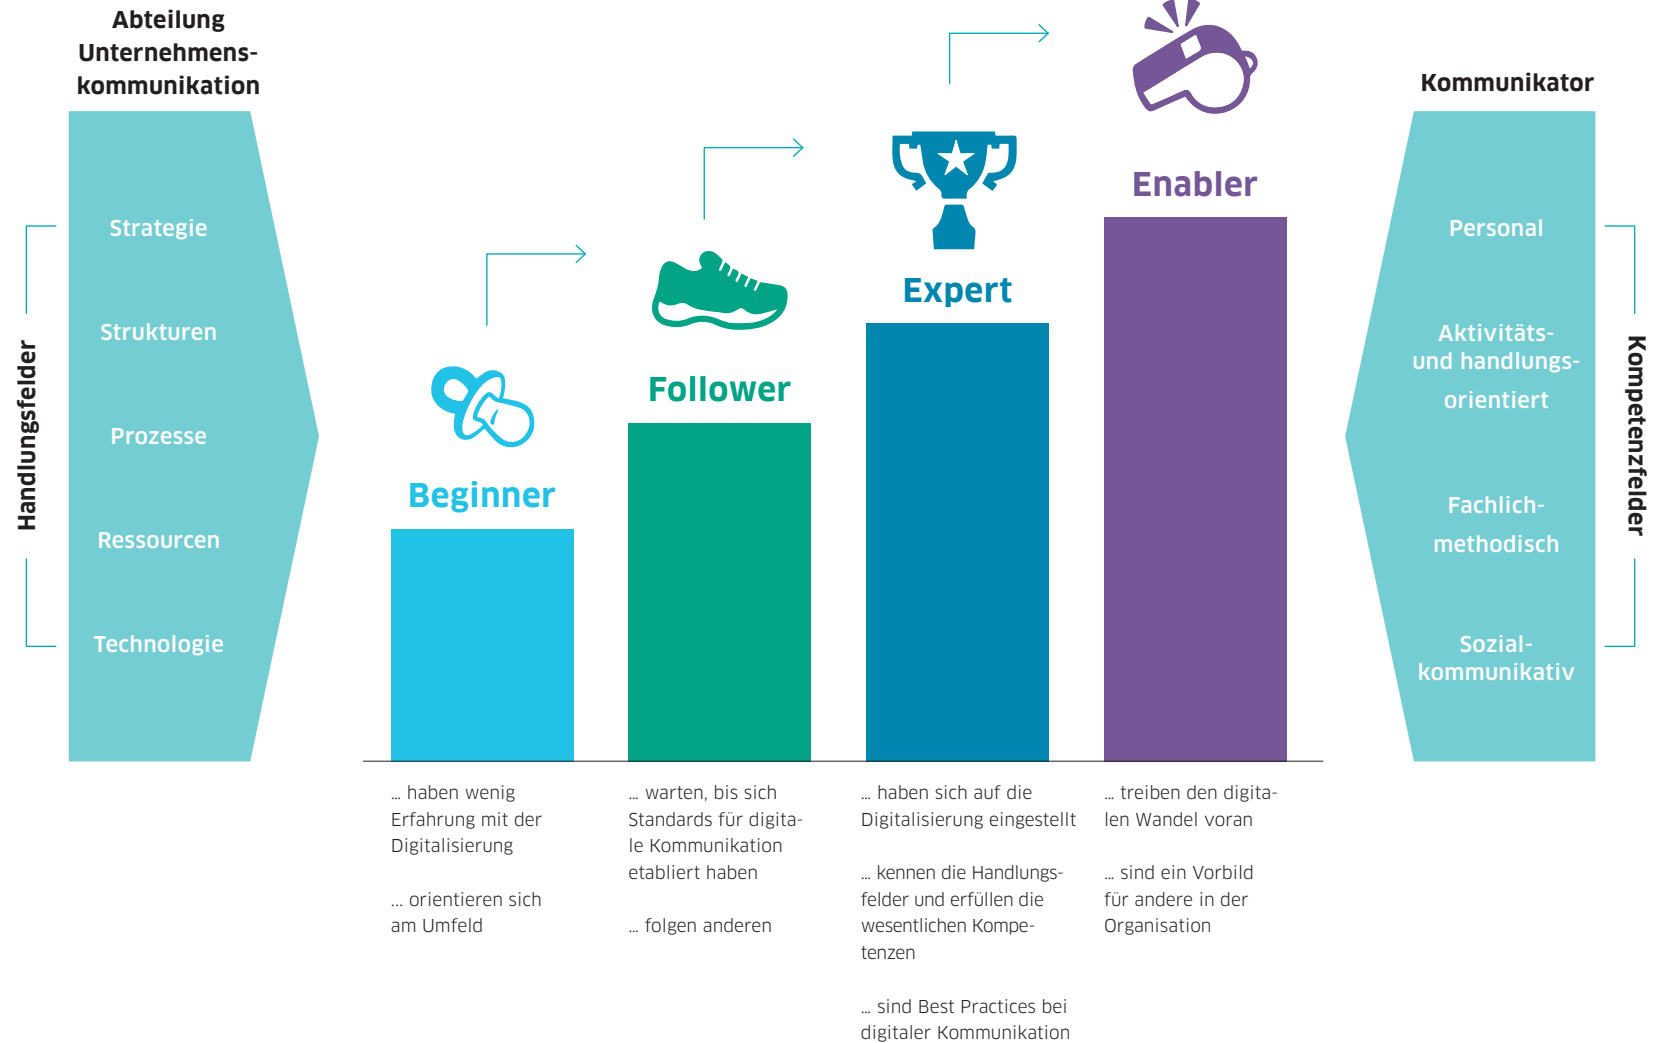 Abteilung
Unternehmens-
kommunikation
Handlungsfelder
Strategie
Strukturen
Prozesse
Ressourcen
Technologie
Beginner
… haben wenig
Erfahrung mit der
Digitalisierung
... orientieren sich
am Umfeld
Follower
… warten, bis sich
Standards für digita-
le Kommunikation
etabliert haben
… folgen anderen
Expert
… haben sich auf die
Digitalisierung eingestellt
… kennen die Handlungs-
felder und erfüllen die
wesentlichen Kompe-
tenzen
… sind Best Practices bei
digitaler Kommunikation
Enabler
… treiben den digita-
len Wandel voran
… sind ein Vorbild
für andere in der
Organisation
Kommunikator
Personal
Aktivitäts-
und handlungs-
orientiert
Fachlich-
methodisch
Sozial-
kommunikativ
Kompetenzfelder